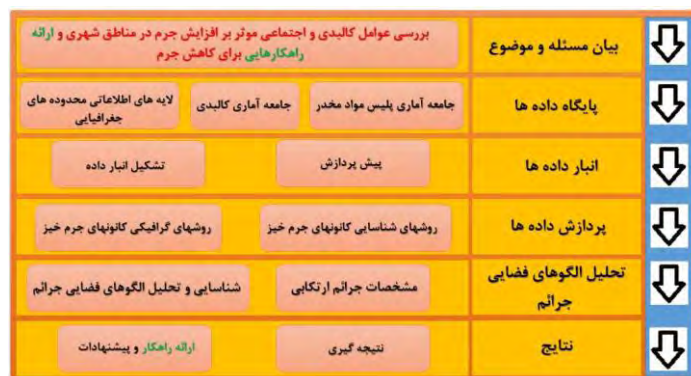 بیان مسئله و موضوع
بررسی عوامل کالبدی و اجتماعی موثر بر افزایش جرم در مناطق شهری و ارائه
راهکارهایی برای کاهش جرم
پایگاه داده ها
جامعه آماری پلیس مواد مخدر
جامعه آماری کالبدی
لایه های اطلاعاتی محدوده های
جغرافیایی
انبار داده ها
پیش پردازش
تشکیل انبار داده
پردازش داده ها
روشهای شناسایی کانونهای جرم خیز
روشهای گرافیکی کانونهای جرم خیز
تحلیل الگوهای فضایی
جرائم
مشخصات جرائم ارتکابی
شناسایی و تحلیل الگوهای فضایی جرائم
نتایج
نتیجه گیری
ارائه راهکار و پیشنهادات